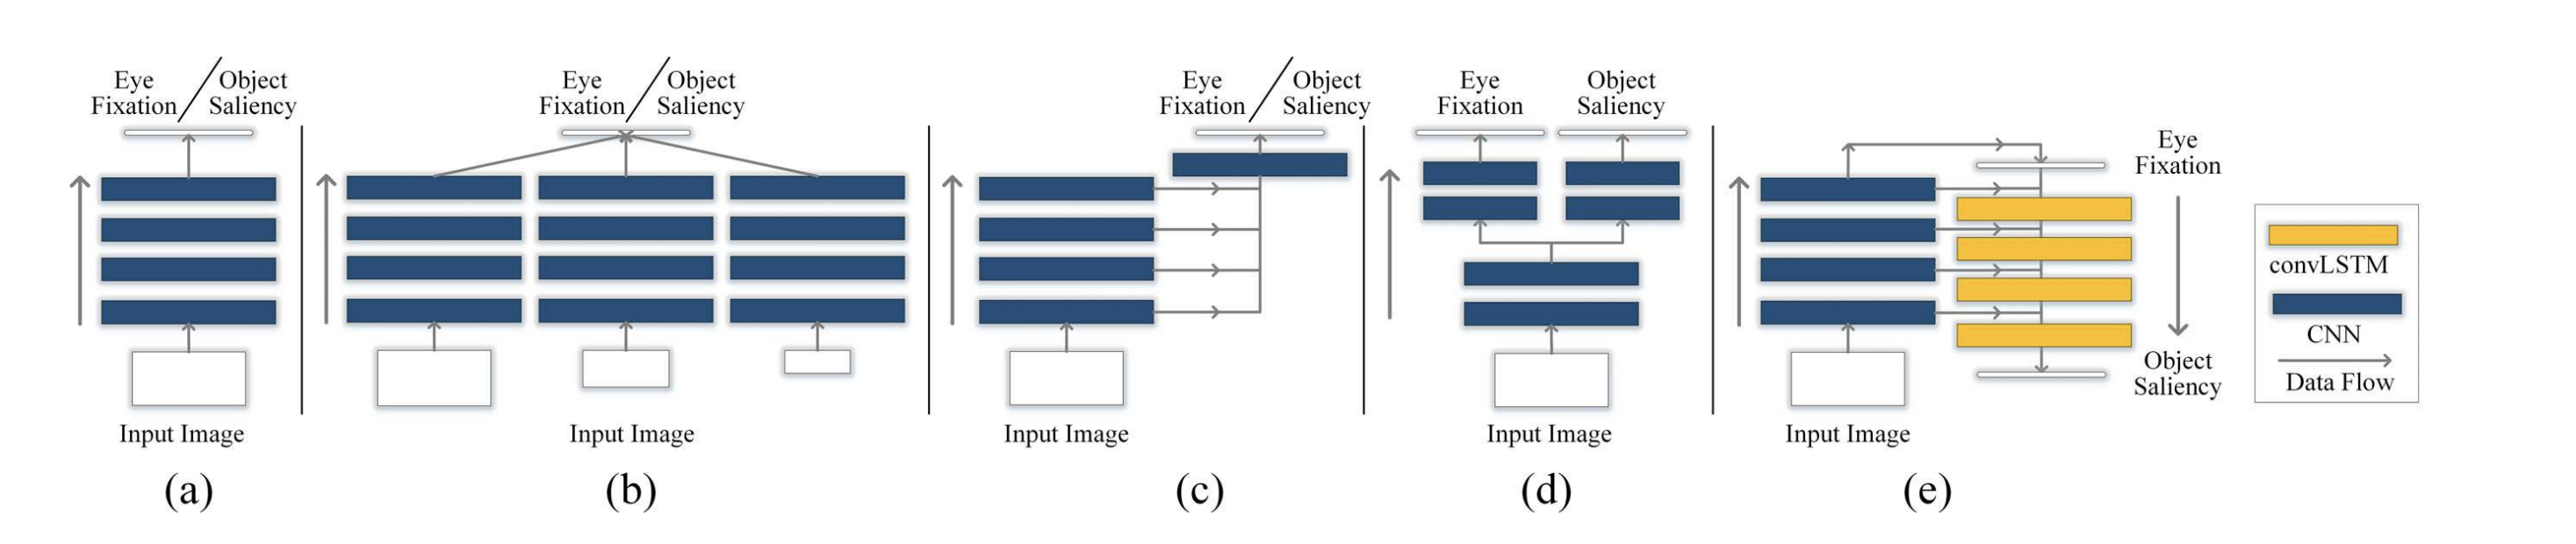 Eye
Fixation
Object
Saliency
Input Image
(a)
Eye
Fixation
Object
Saliency
Input Image
(b)
Eye
Fixation
Object
Saliency
Input Image
(c)
Eye
Fixation
Object
Saliency
Input Image
(d)
Eye
Fixation
Object
Saliency
Input Image
(e)
convLSTM
CNN
Data Flow